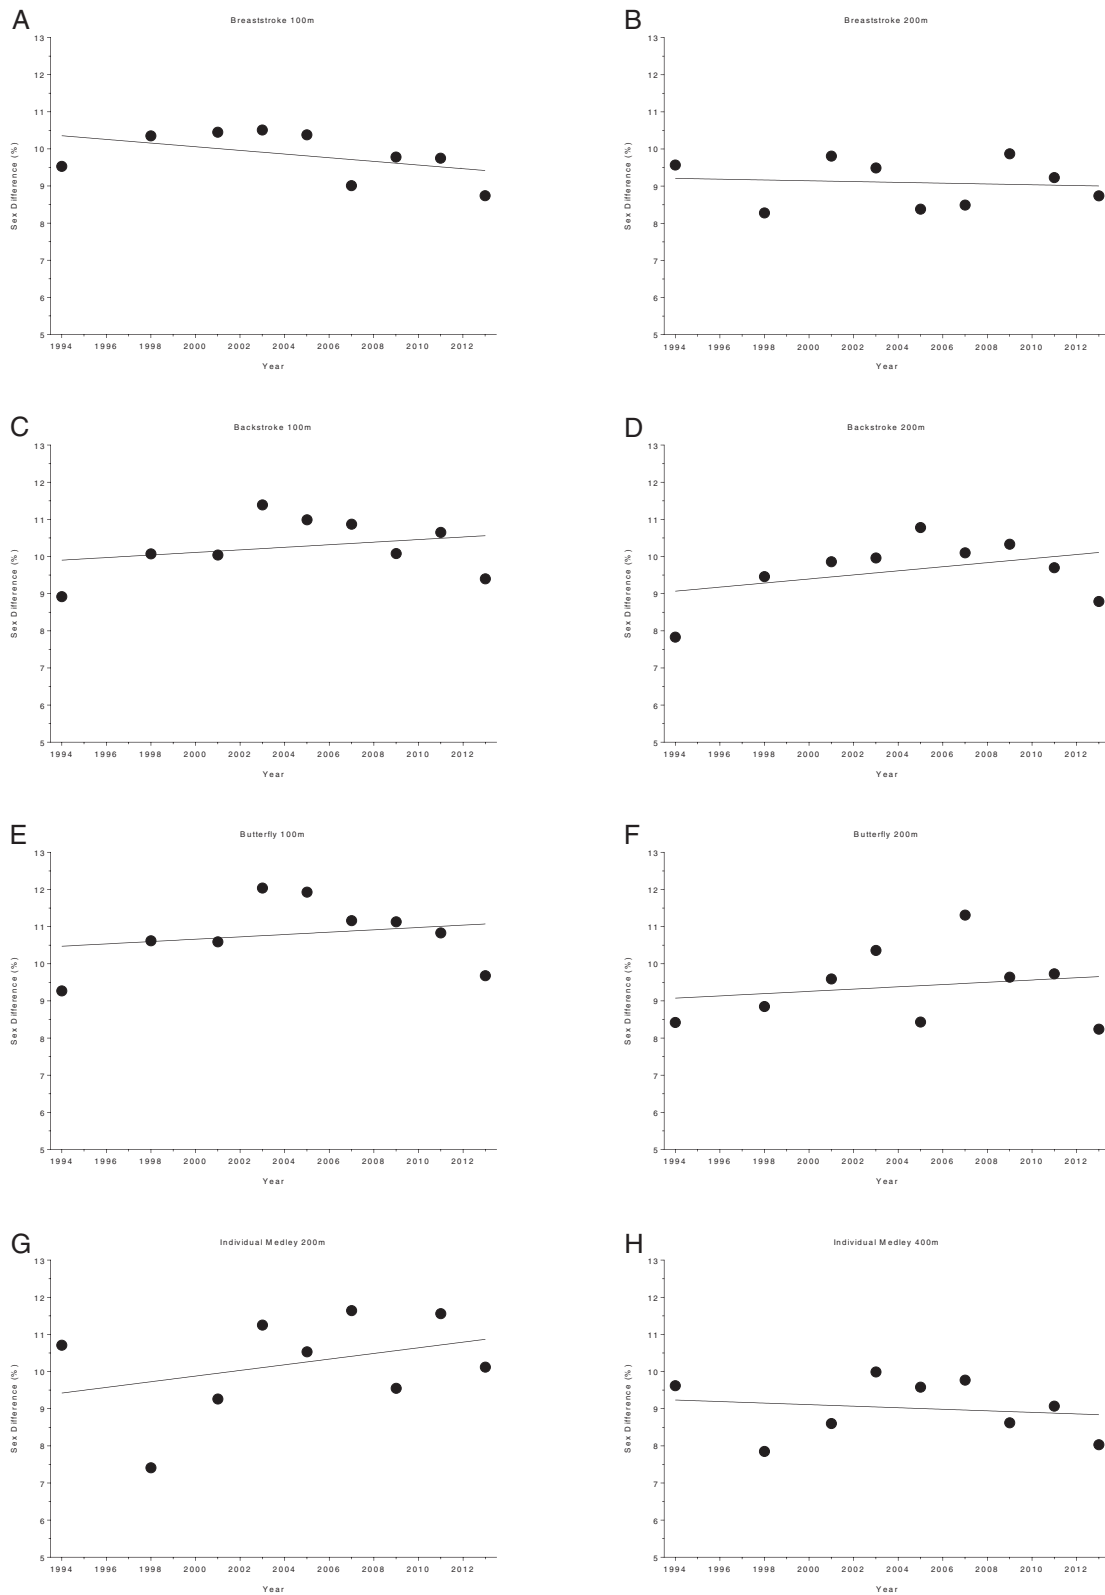 A
Breaststroke 100m
13
12
11
10
9
8
7
6
5
Sex Difference (%)
1994 1996 1998 2000 2002 2004 2006 2008 2010 2012
Year
B
Breaststroke 200m
13
12
11
10
9
8
7
6
5
Sex Difference (%)
1994 1996 1998 2000 2002 2004 2006 2008 2010 2012
Year
C
Backstroke 100m
13
12
11
10
9
8
7
6
5
Sex Difference (%)
1994 1996 1998 2000 2002 2004 2006 2008 2010 2012
Year
D
Backstroke 200m
13
12
11
10
9
8
7
6
5
Sex Difference (%)
1994 1996 1998 2000 2002 2004 2006 2008 2010 2012
Year
E
Butterfly 100m
13
12
11
10
9
8
7
6
5
Sex Difference (%)
1994 1996 1998 2000 2002 2004 2006 2008 2010 2012
Year
F
Butterfly 200m
13
12
11
10
9
8
7
6
5
Sex Difference (%)
1994 1996 1998 2000 2002 2004 2006 2008 2010 2012
Year
G
Individual Medley 200m
13
12
11
10
9
8
7
6
5
Sex Difference (%)
1994 1996 1998 2000 2002 2004 2006 2008 2010 2012
Year
H
Individual Medley 400m
13
12
11
10
9
8
7
6
5
Sex Difference (%)
1994 1996 1998 2000 2002 2004 2006 2008 2010 2012
Year